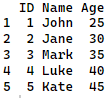 ID Name Age
1  1 John  25
2  2 Jane  30
3  3 Mark  35
4  4 Luke  40
5  5 Kate  45